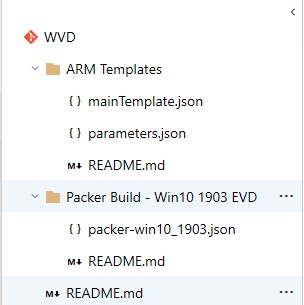 WVD
ARM Templates
{ } mainTemplate.json
{ } parameters.json
M↓ README.md
Packer Build - Win10 1903 EVD
{ } packer-win10_1903.json
M↓ README.md
M↓ README.md